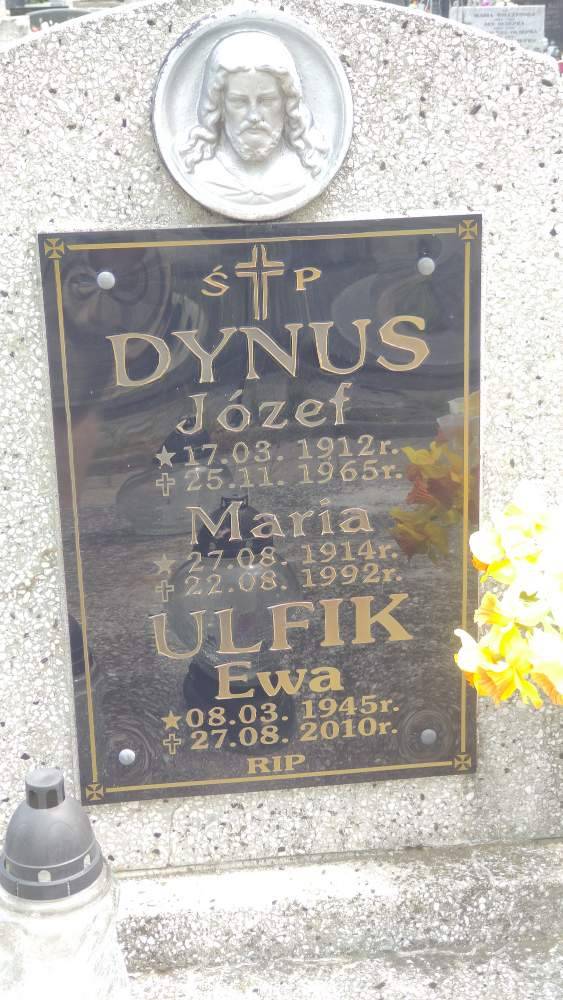 Ś P
DYNUS
Józef
★ 17.03. 1912r.
✝ 25.11. 1965r.
Maria
★ 27.08. 1914r.
✝ 22.08. 1992r.
ULFIK
Ewa
★ 08.03. 1945r.
✝ 27.08. 2010r.
RIP